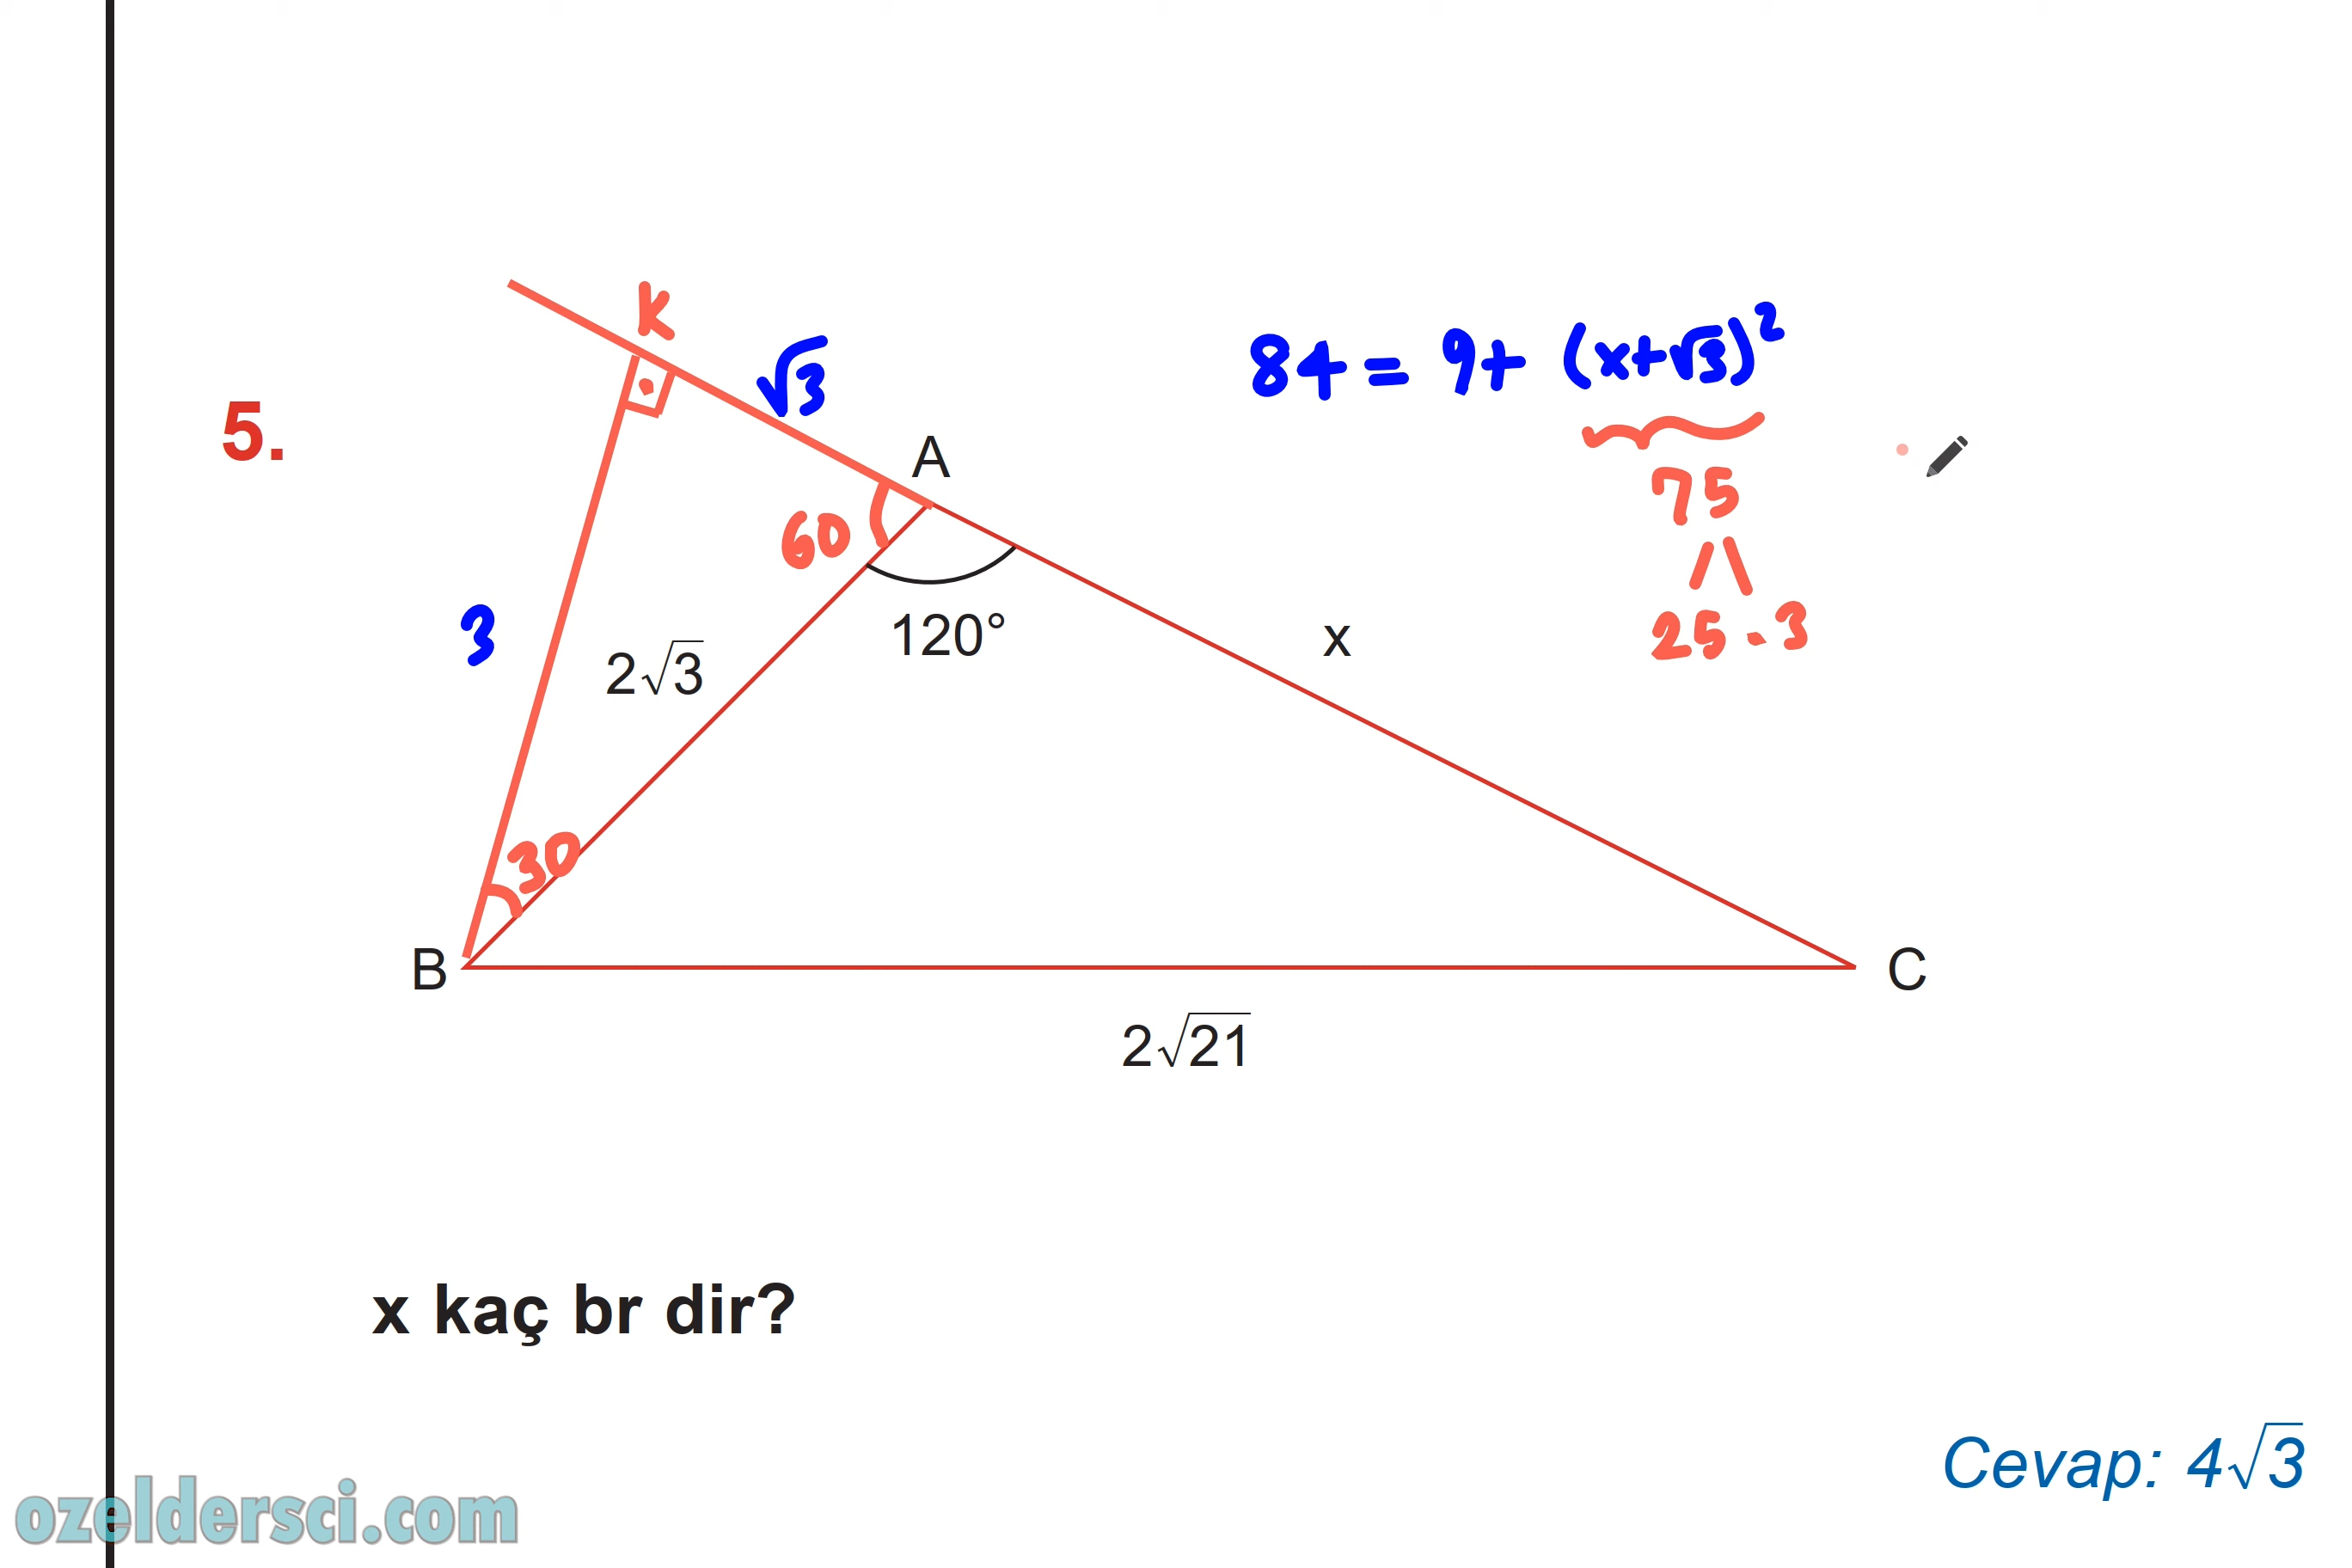 K
√3
84 = 9 + (x+√3)²
5.
A
75
60
25 . 3
3
2√3
120°
x
30
B
C
2√21
x kaç br dir?
Cevap: 4√3
ozeldersci.com